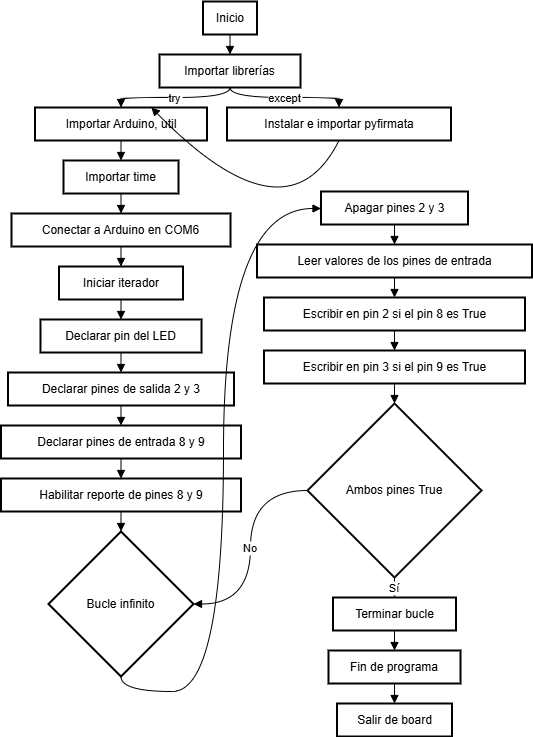 Inicio
Importar librerías
try
except
Importar Arduino, util
Instalar e importar pyfirmata
Importar time
Conectar a Arduino en COM6
Iniciar iterador
Declarar pin del LED
Declarar pines de salida 2 y 3
Declarar pines de entrada 8 y 9
Habilitar reporte de pines 8 y 9
Bucle infinito
Apagar pines 2 y 3
Leer valores de los pines de entrada
Escribir en pin 2 si el pin 8 es True
Escribir en pin 3 si el pin 9 es True
Ambos pines True
No
Sí
Terminar bucle
Fin de programa
Salir de board